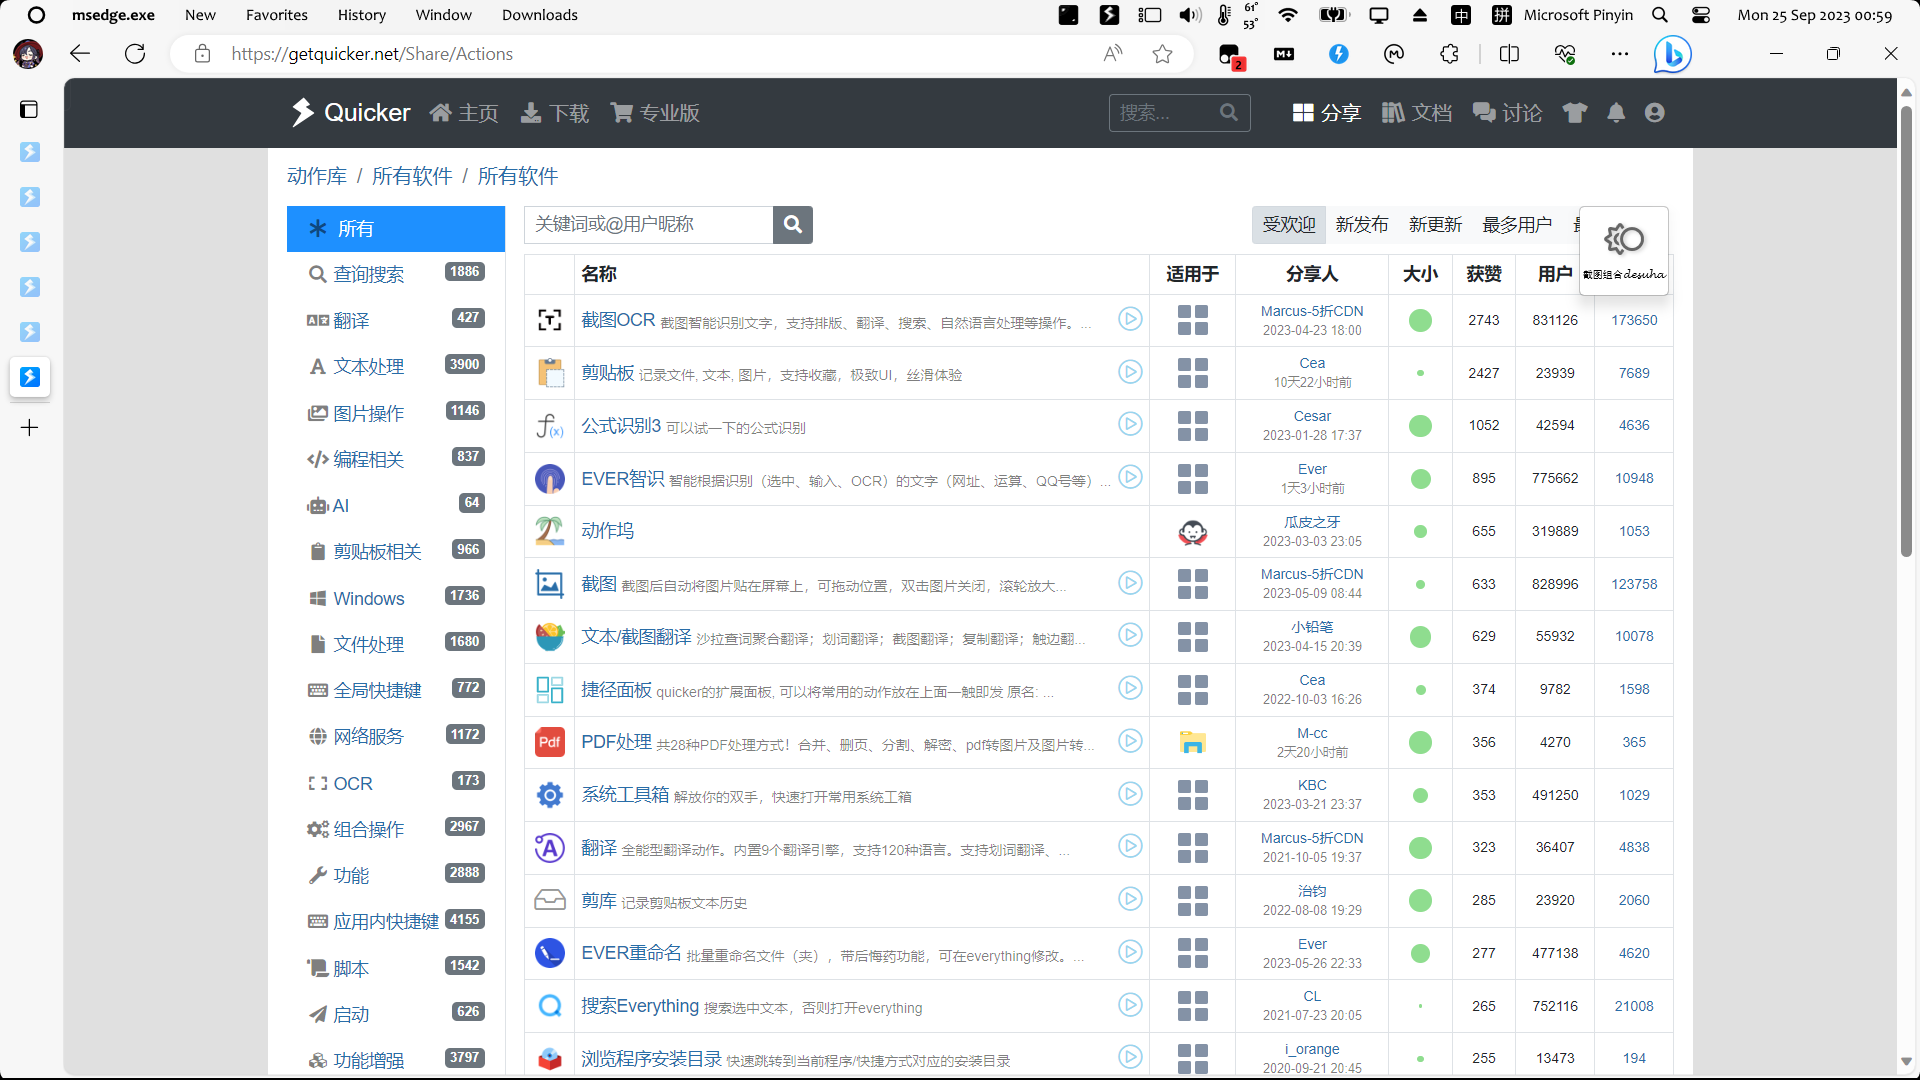 msedge.exe New Favorites History Window Downloads 61° 53° 中 拼 Microsoft Pinyin Mon 25 Sep 2023 00:59
https://getquicker.net/Share/Actions 2
Quicker 主页 下载 专业版 搜索... 分享 文档 讨论
动作库 / 所有软件 / 所有软件
所有
关键词或@用户昵称
受欢迎 新发布 新更新 最多用户
截图组合desuha
名称 适用于 分享人 大小 获赞 用户
查询搜索 1886
翻译 427
文本处理 3900
图片操作 1146
编程相关 837
AI 64
剪贴板相关 966
Windows 1736
文件处理 1680
全局快捷键 772
网络服务 1172
OCR 173
组合操作 2967
功能 2888
应用内快捷键 4155
脚本 1542
启动 626
功能增强 3797
截图OCR 截图智能识别文字，支持排版、翻译、搜索、自然语言处理等操作。... Marcus-5折CDN 2023-04-23 18:00 2743 831126 173650
剪贴板 记录文件, 文本, 图片，支持收藏，极致UI，丝滑体验 Cea 10天22小时前 2427 23939 7689
公式识别3 可以试一下的公式识别 Cesar 2023-01-28 17:37 1052 42594 4636
EVER智识 智能根据识别（选中、输入、OCR）的文字（网址、运算、QQ号等）... Ever 1天3小时前 895 775662 10948
动作坞 瓜皮之牙 2023-03-03 23:05 655 319889 1053
截图 截图后自动将图片贴在屏幕上，可拖动位置，双击图片关闭，滚轮放大... Marcus-5折CDN 2023-05-09 08:44 633 828996 123758
文本/截图翻译 沙拉查词聚合翻译；划词翻译；截图翻译；复制翻译；触边翻... 小铅笔 2023-04-15 20:39 629 55932 10078
捷径面板 quicker的扩展面板, 可以将常用的动作放在上面一触即发 原名: ... Cea 2022-10-03 16:26 374 9782 1598
PDF处理 共28种PDF处理方式！合并、删页、分割、解密、pdf转图片及图片转... M-cc 2天20小时前 356 4270 365
系统工具箱 解放你的双手，快速打开常用系统工箱 KBC 2023-03-21 23:37 353 491250 1029
翻译 全能型翻译动作。内置9个翻译引擎，支持120种语言。支持划词翻译、... Marcus-5折CDN 2021-10-05 19:37 323 36407 4838
剪库 记录剪贴板文本历史 治钧 2022-08-08 19:29 285 23920 2060
EVER重命名 批量重命名文件（夹），带后悔药功能，可在everything修改。... Ever 2023-05-26 22:33 277 477138 4620
搜索Everything 搜索选中文本，否则打开everything CL 2021-07-23 20:05 265 752116 21008
浏览程序安装目录 快速跳转到当前程序/快捷方式对应的安装目录 i_orange 2020-09-21 20:45 255 13473 194